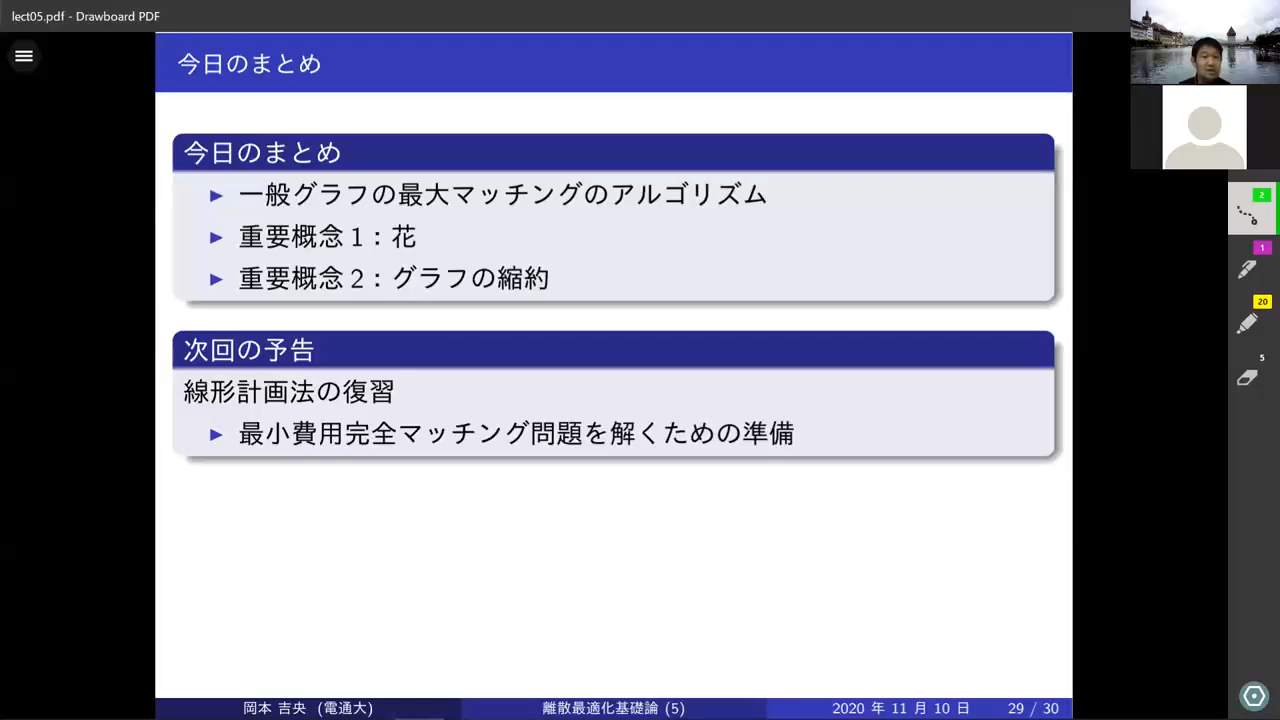 lect05.pdf - Drawboard PDF
今日のまとめ
今日のまとめ
▶ 一般グラフの最大マッチングのアルゴリズム
▶ 重要概念 1：花
▶ 重要概念 2：グラフの縮約
次回の予告
線形計画法の復習
▶ 最小費用完全マッチング問題を解くための準備
2
1
20
5
岡本 吉央 (電通大) 離散最適化基礎論 (5) 2020 年 11 月 10 日 29 / 30